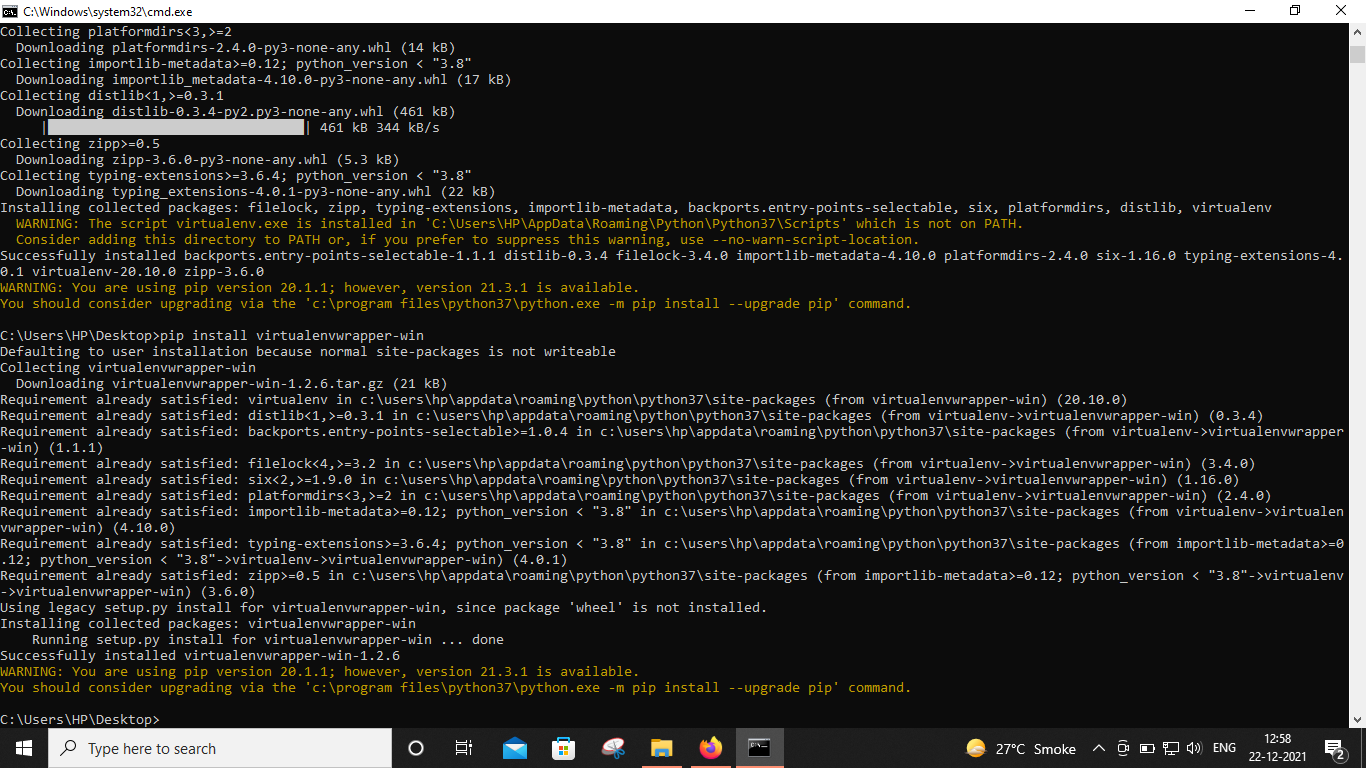 C:\Windows\system32\cmd.exe
Collecting platformdirs<3,>=2
  Downloading platformdirs-2.4.0-py3-none-any.whl (14 kB)
Collecting importlib-metadata>=0.12; python_version < "3.8"
  Downloading importlib_metadata-4.10.0-py3-none-any.whl (17 kB)
Collecting distlib<1,>=0.3.1
  Downloading distlib-0.3.4-py2.py3-none-any.whl (461 kB)
     || 461 kB 344 kB/s
Collecting zipp>=0.5
  Downloading zipp-3.6.0-py3-none-any.whl (5.3 kB)
Collecting typing-extensions>=3.6.4; python_version < "3.8"
  Downloading typing_extensions-4.0.1-py3-none-any.whl (22 kB)
Installing collected packages: filelock, zipp, typing-extensions, importlib-metadata, backports.entry-points-selectable, six, platformdirs, distlib, virtualenv
  WARNING: The script virtualenv.exe is installed in 'C:\Users\HP\AppData\Roaming\Python\Python37\Scripts' which is not on PATH.
  Consider adding this directory to PATH or, if you prefer to suppress this warning, use --no-warn-script-location.
Successfully installed backports.entry-points-selectable-1.1.1 distlib-0.3.4 filelock-3.4.0 importlib-metadata-4.10.0 platformdirs-2.4.0 six-1.16.0 typing-extensions-4.
0.1 virtualenv-20.10.0 zipp-3.6.0
WARNING: You are using pip version 20.1.1; however, version 21.3.1 is available.
You should consider upgrading via the 'c:\program files\python37\python.exe -m pip install --upgrade pip' command.
C:\Users\HP\Desktop>pip install virtualenvwrapper-win
Defaulting to user installation because normal site-packages is not writeable
Collecting virtualenvwrapper-win
  Downloading virtualenvwrapper-win-1.2.6.tar.gz (21 kB)
Requirement already satisfied: virtualenv in c:\users\hp\appdata\roaming\python\python37\site-packages (from virtualenvwrapper-win) (20.10.0)
Requirement already satisfied: distlib<1,>=0.3.1 in c:\users\hp\appdata\roaming\python\python37\site-packages (from virtualenv->virtualenvwrapper-win) (0.3.4)
Requirement already satisfied: backports.entry-points-selectable>=1.0.4 in c:\users\hp\appdata\roaming\python\python37\site-packages (from virtualenv->virtualenvwrapper
-win) (1.1.1)
Requirement already satisfied: filelock<4,>=3.2 in c:\users\hp\appdata\roaming\python\python37\site-packages (from virtualenv->virtualenvwrapper-win) (3.4.0)
Requirement already satisfied: six<2,>=1.9.0 in c:\users\hp\appdata\roaming\python\python37\site-packages (from virtualenv->virtualenvwrapper-win) (1.16.0)
Requirement already satisfied: platformdirs<3,>=2 in c:\users\hp\appdata\roaming\python\python37\site-packages (from virtualenv->virtualenvwrapper-win) (2.4.0)
Requirement already satisfied: importlib-metadata>=0.12; python_version < "3.8" in c:\users\hp\appdata\roaming\python\python37\site-packages (from virtualenv->virtualen
vwrapper-win) (4.10.0)
Requirement already satisfied: typing-extensions>=3.6.4; python_version < "3.8" in c:\users\hp\appdata\roaming\python\python37\site-packages (from importlib-metadata>=0
.12; python_version < "3.8"->virtualenv->virtualenvwrapper-win) (4.0.1)
Requirement already satisfied: zipp>=0.5 in c:\users\hp\appdata\roaming\python\python37\site-packages (from importlib-metadata>=0.12; python_version < "3.8"->virtualenv
->virtualenvwrapper-win) (3.6.0)
Using legacy setup.py install for virtualenvwrapper-win, since package 'wheel' is not installed.
Installing collected packages: virtualenvwrapper-win
    Running setup.py install for virtualenvwrapper-win ... done
Successfully installed virtualenvwrapper-win-1.2.6
WARNING: You are using pip version 20.1.1; however, version 21.3.1 is available.
You should consider upgrading via the 'c:\program files\python37\python.exe -m pip install --upgrade pip' command.
C:\Users\HP\Desktop>
Type here to search
27°C Smoke
ENG
12:58
22-12-2021
2